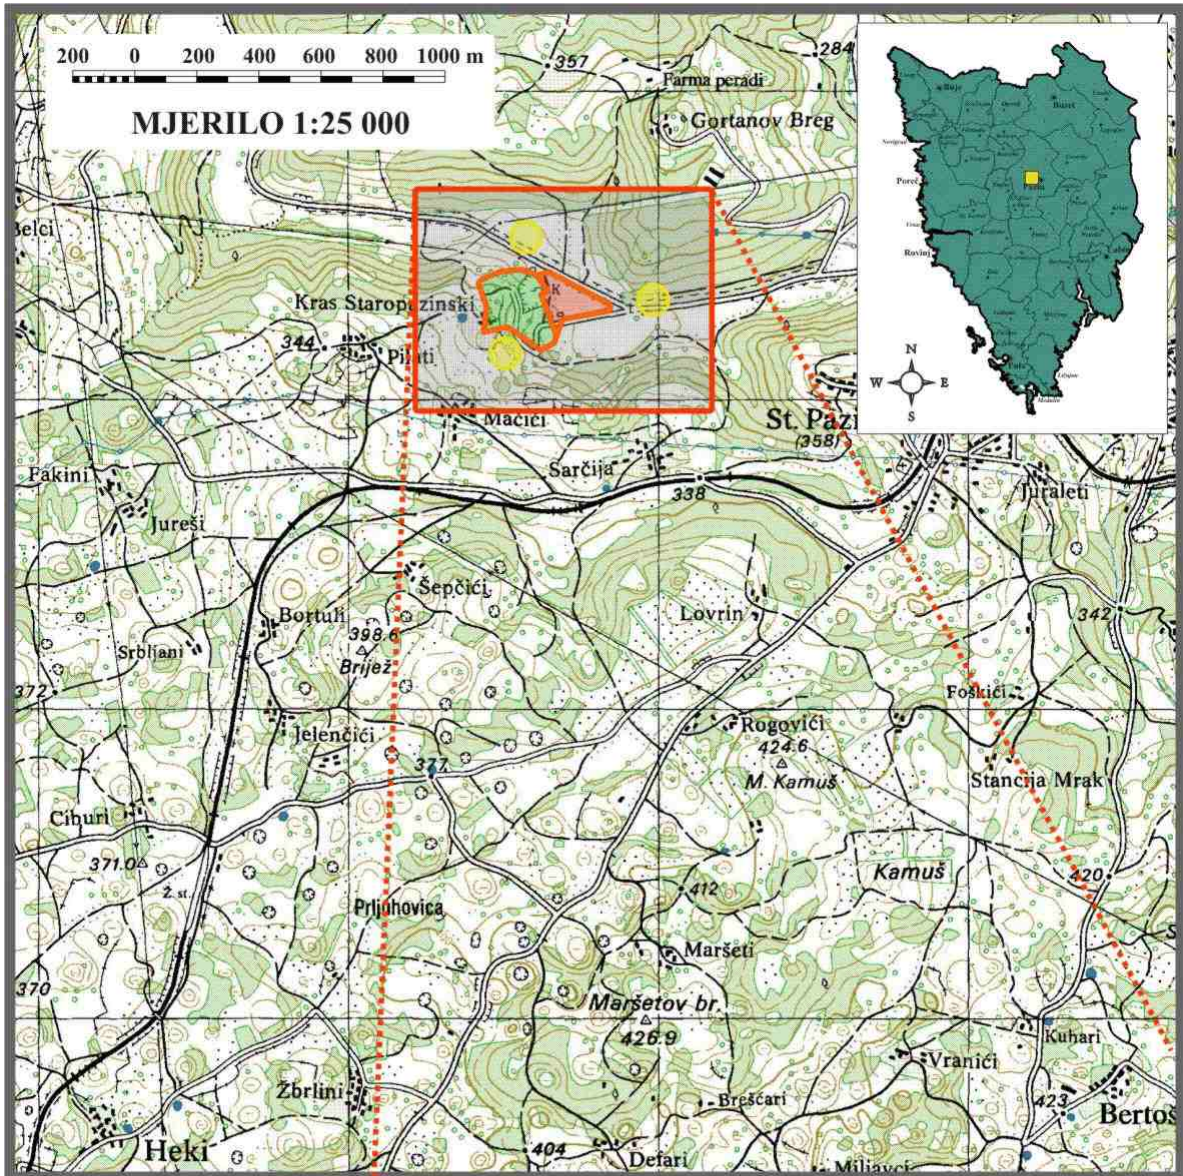 200 0 200 400 600 800 1000 m
MJERILO 1:25 000
357
284
Farma peradi
Gortanov Breg
Buje
Buzet
Poreč
Rovinj
Pula
N
W E
S
Belci
Kras Staropazinski
K
344
Pilati
Mačići
St. Pazi
(358)
Sarčija
338
Fakini
Jureši
Juraleti
Šepčići
Bortuli
Lovrin
342
398.6
Srbljani
Brijež
372
Foškići
Jelenčići
Rogovići
424.6
377
M. Kamuš
Stancija Mrak
Ciburi
371.0
Ž. st.
Kamuš
420
412
Prljuhovica
Maršeti
370
Maršetov br.
426.9
Kuhari
Vranići
Žbrlini
Brešćari
423
Bertoš
Heki
404
Defari
Miljavci